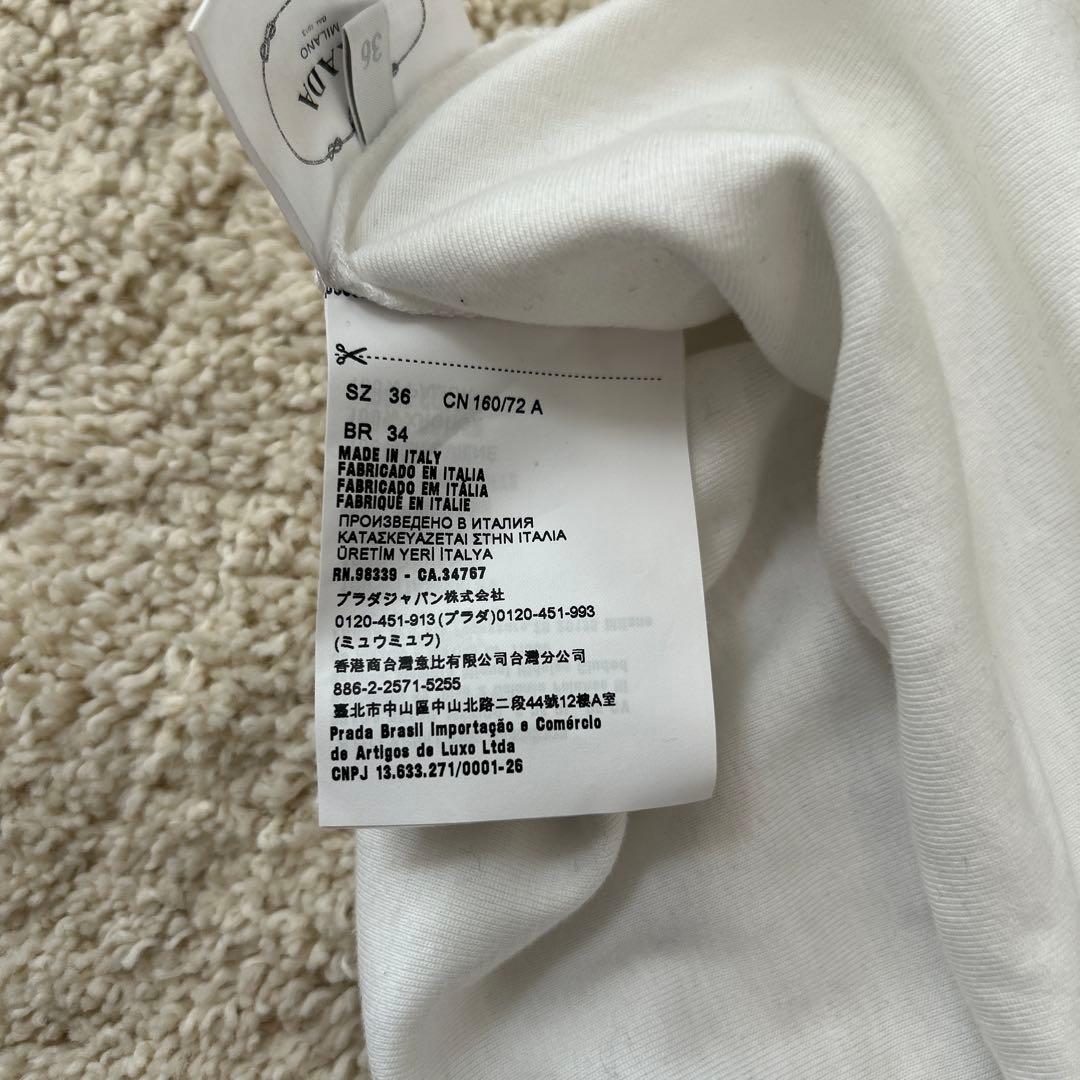 MILANO
36
SZ 36 CN 160/72 A
BR 34
MADE IN ITALY
FABRICADO EN ITALIA
FABRICADO EM ITÁLIA
FABRIQUÉ EN ITALIE
ПРОИЗВЕДЕНО В ИТАЛИЯ
ΚΑΤΑΣΚΕΥΑΖΕΤΑΙ ΣΤΗΝ ΙΤΑΛΙΑ
ÜRETİM YERİ İTALYA
RN.98339 - CA.34767
プラダジャパン株式会社
0120-451-913(プラダ)0120-451-993
(ミュウミュウ)
香港商台灣意比有限公司台灣分公司
886-2-2571-5255
臺北市中山區中山北路二段44號12樓A室
Prada Brasil Importação e Comércio
de Artigos de Luxo Ltda
CNPJ 13.633.271/0001-26